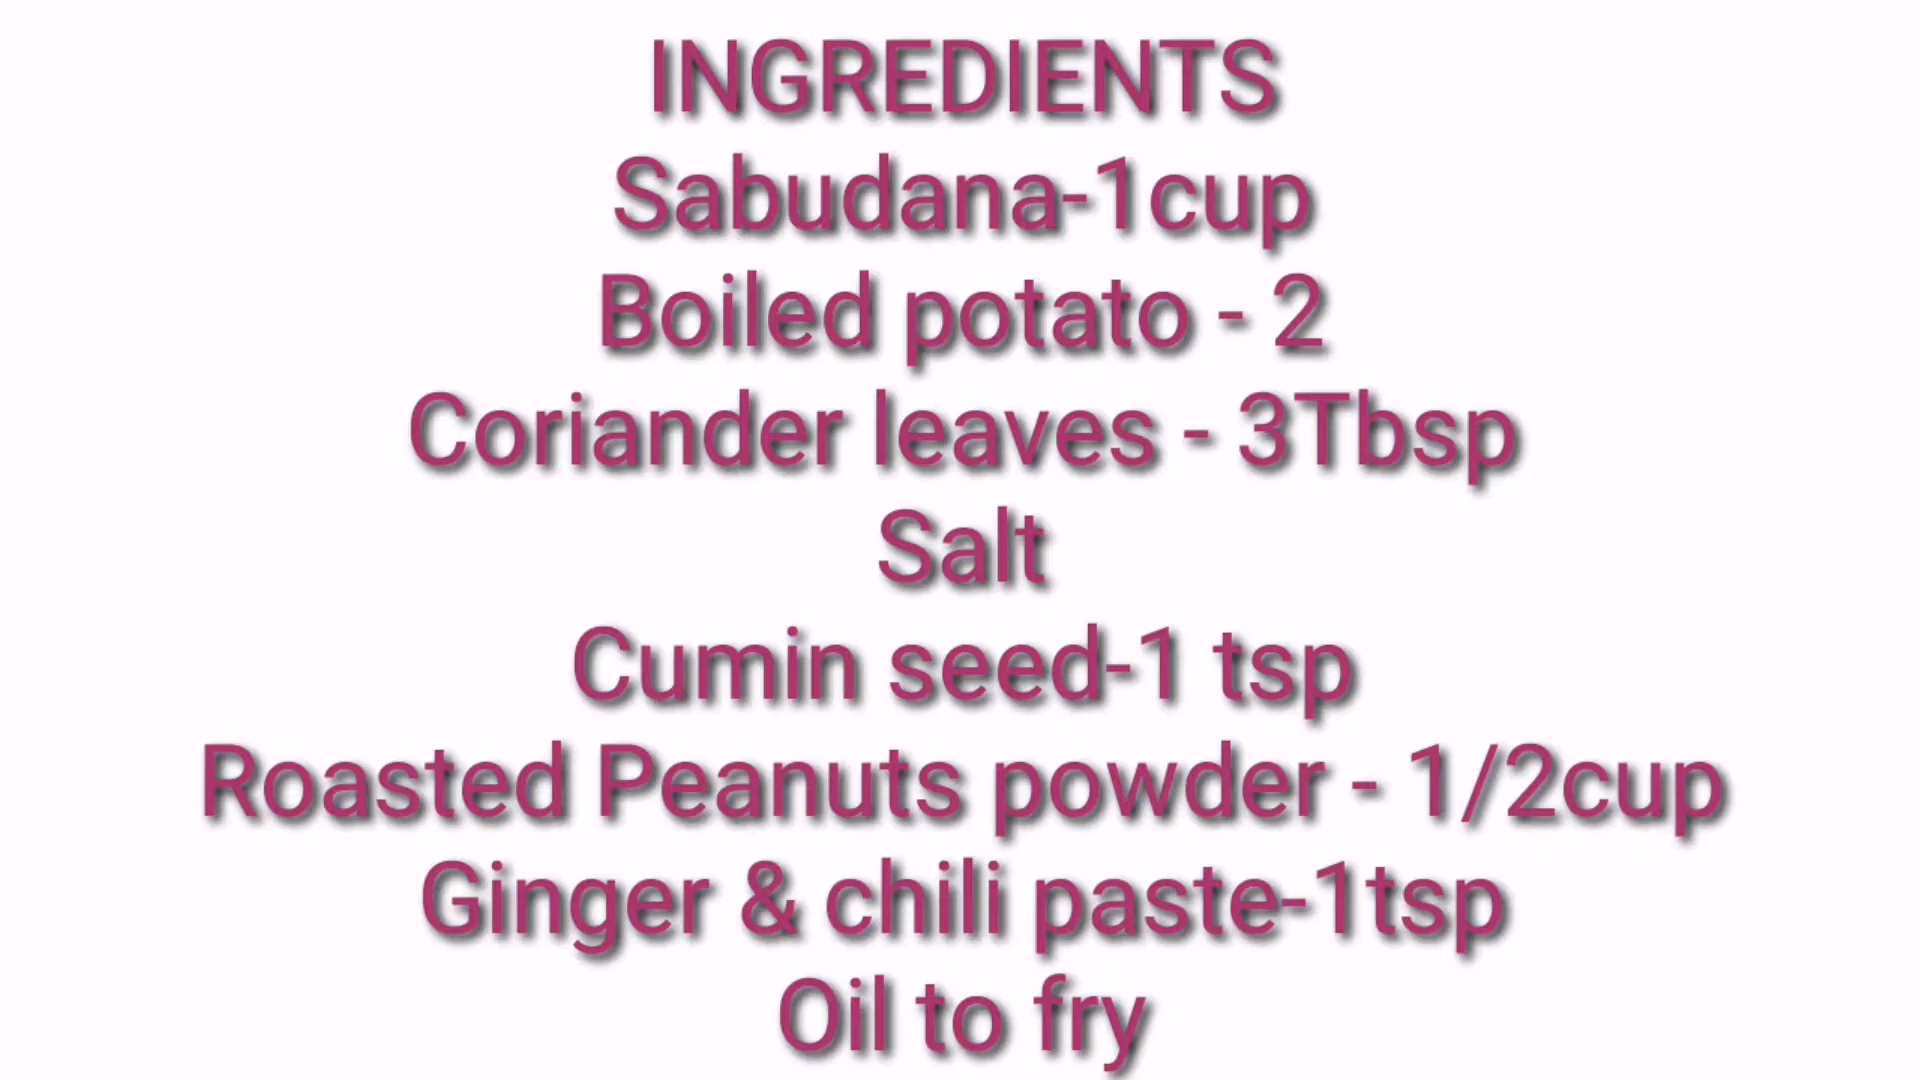 INGREDIENTS
Sabudana-1cup
Boiled potato - 2
Coriander leaves - 3Tbsp
Salt
Cumin seed-1 tsp
Roasted Peanuts powder - 1/2cup
Ginger & chili paste-1tsp
Oil to fry